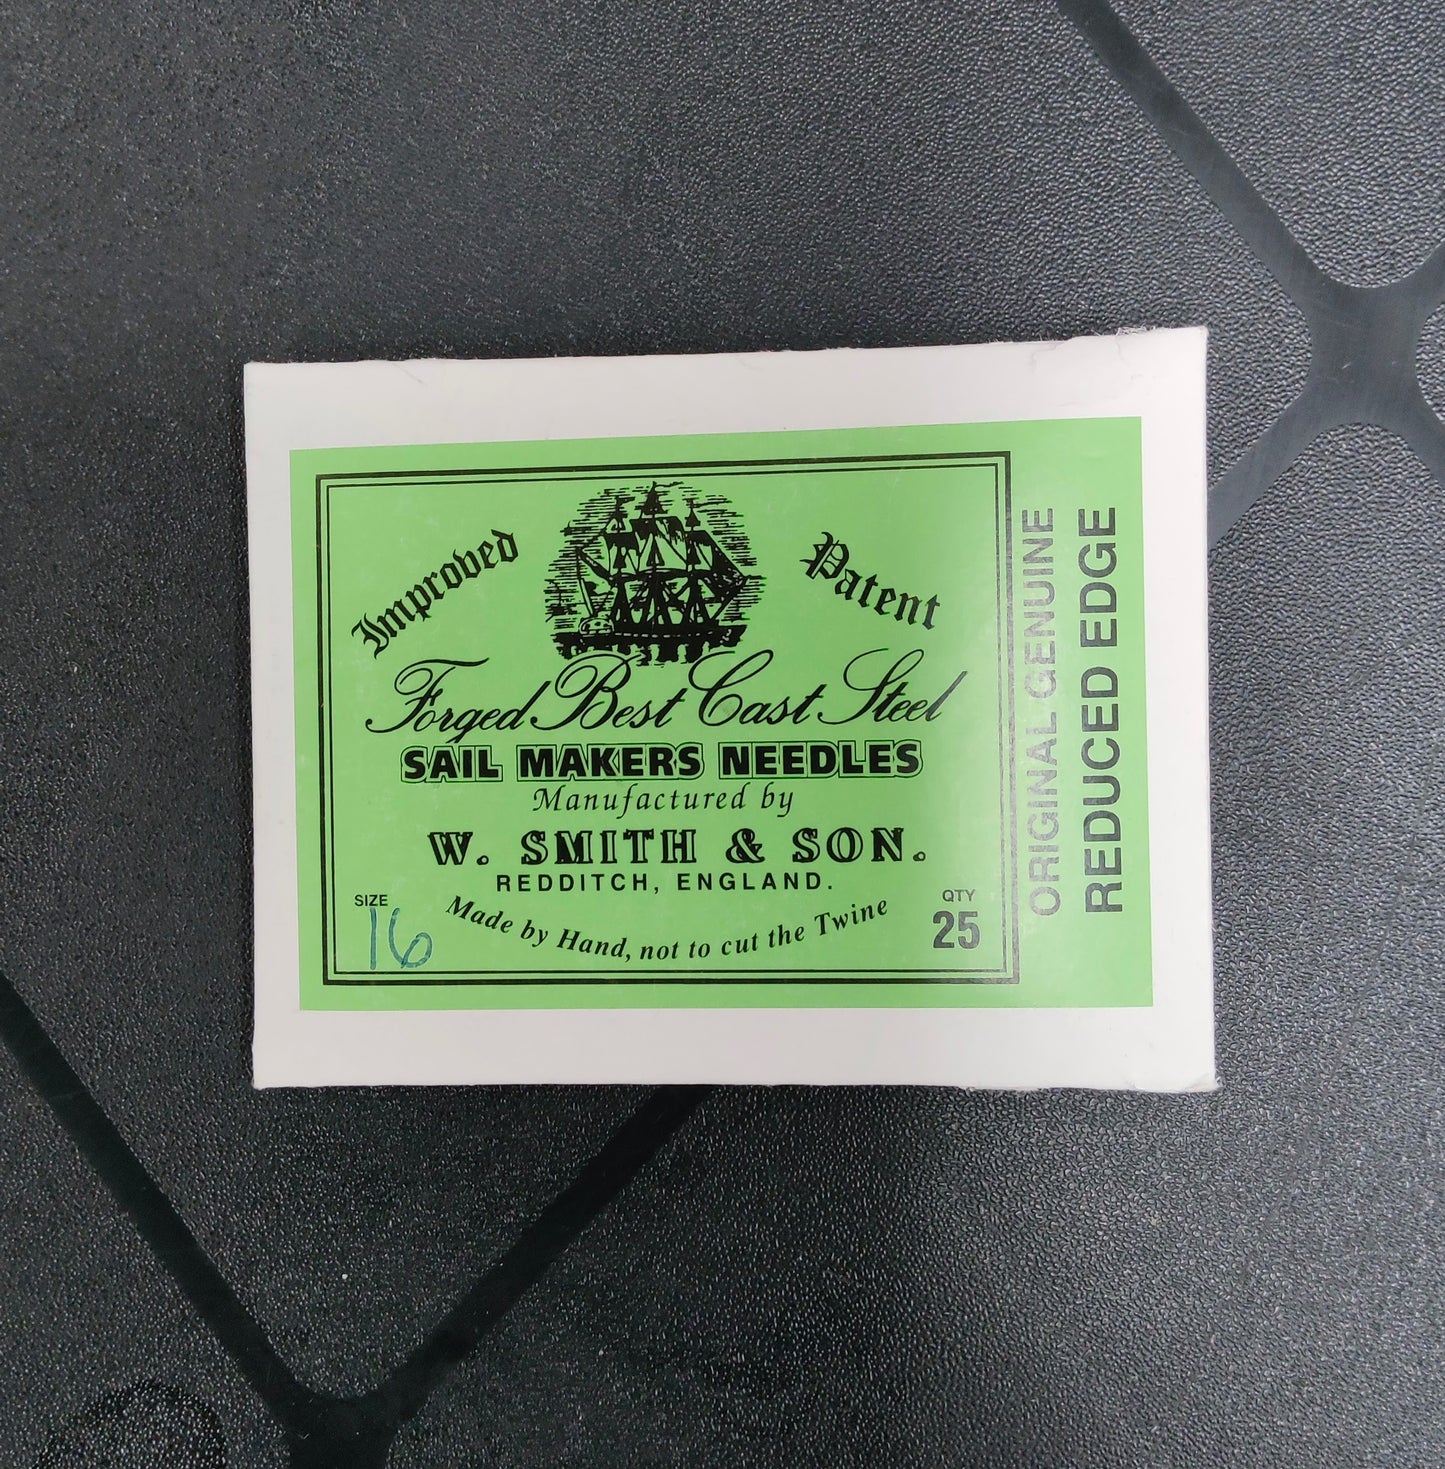 Improved Patent
Forged Best Cast Steel
SAIL MAKERS NEEDLES
Manufactured by
W. SMITH & SON.
REDDITCH, ENGLAND.
Made by Hand, not to cut the Twine
SIZE
16
QTY
25
ORIGINAL GENUINE
REDUCED EDGE